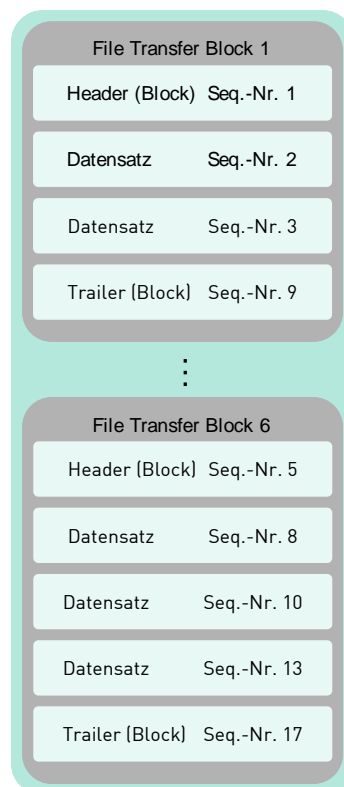 File Transfer Block 1
Header (Block) Seq.-Nr. 1
Datensatz Seq.-Nr. 2
Datensatz Seq.-Nr. 3
Trailer (Block) Seq.-Nr. 9
⋮
File Transfer Block 6
Header (Block) Seq.-Nr. 5
Datensatz Seq.-Nr. 8
Datensatz Seq.-Nr. 10
Datensatz Seq.-Nr. 13
Trailer (Block) Seq.-Nr. 17